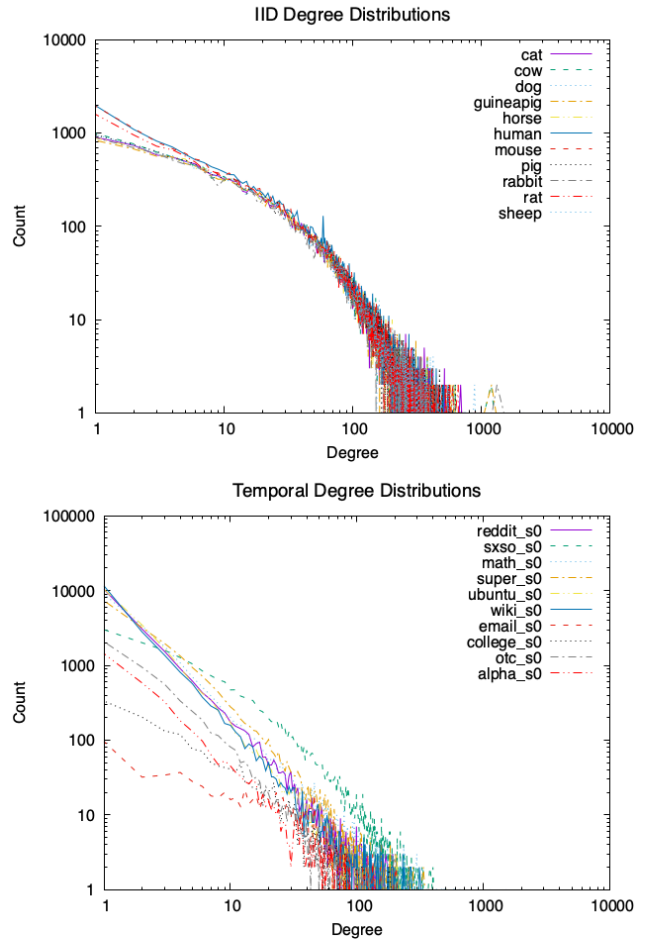 IID Degree Distributions
10000
1000
100
10
1
1
10
100
1000
10000
Count
Degree
cat
cow
dog
guineapig
horse
human
mouse
pig
rabbit
rat
sheep
Temporal Degree Distributions
100000
10000
1000
100
10
1
1
10
100
1000
10000
Count
Degree
reddit_s0
sxso_s0
math_s0
super_s0
ubuntu_s0
wiki_s0
email_s0
college_s0
otc_s0
alpha_s0